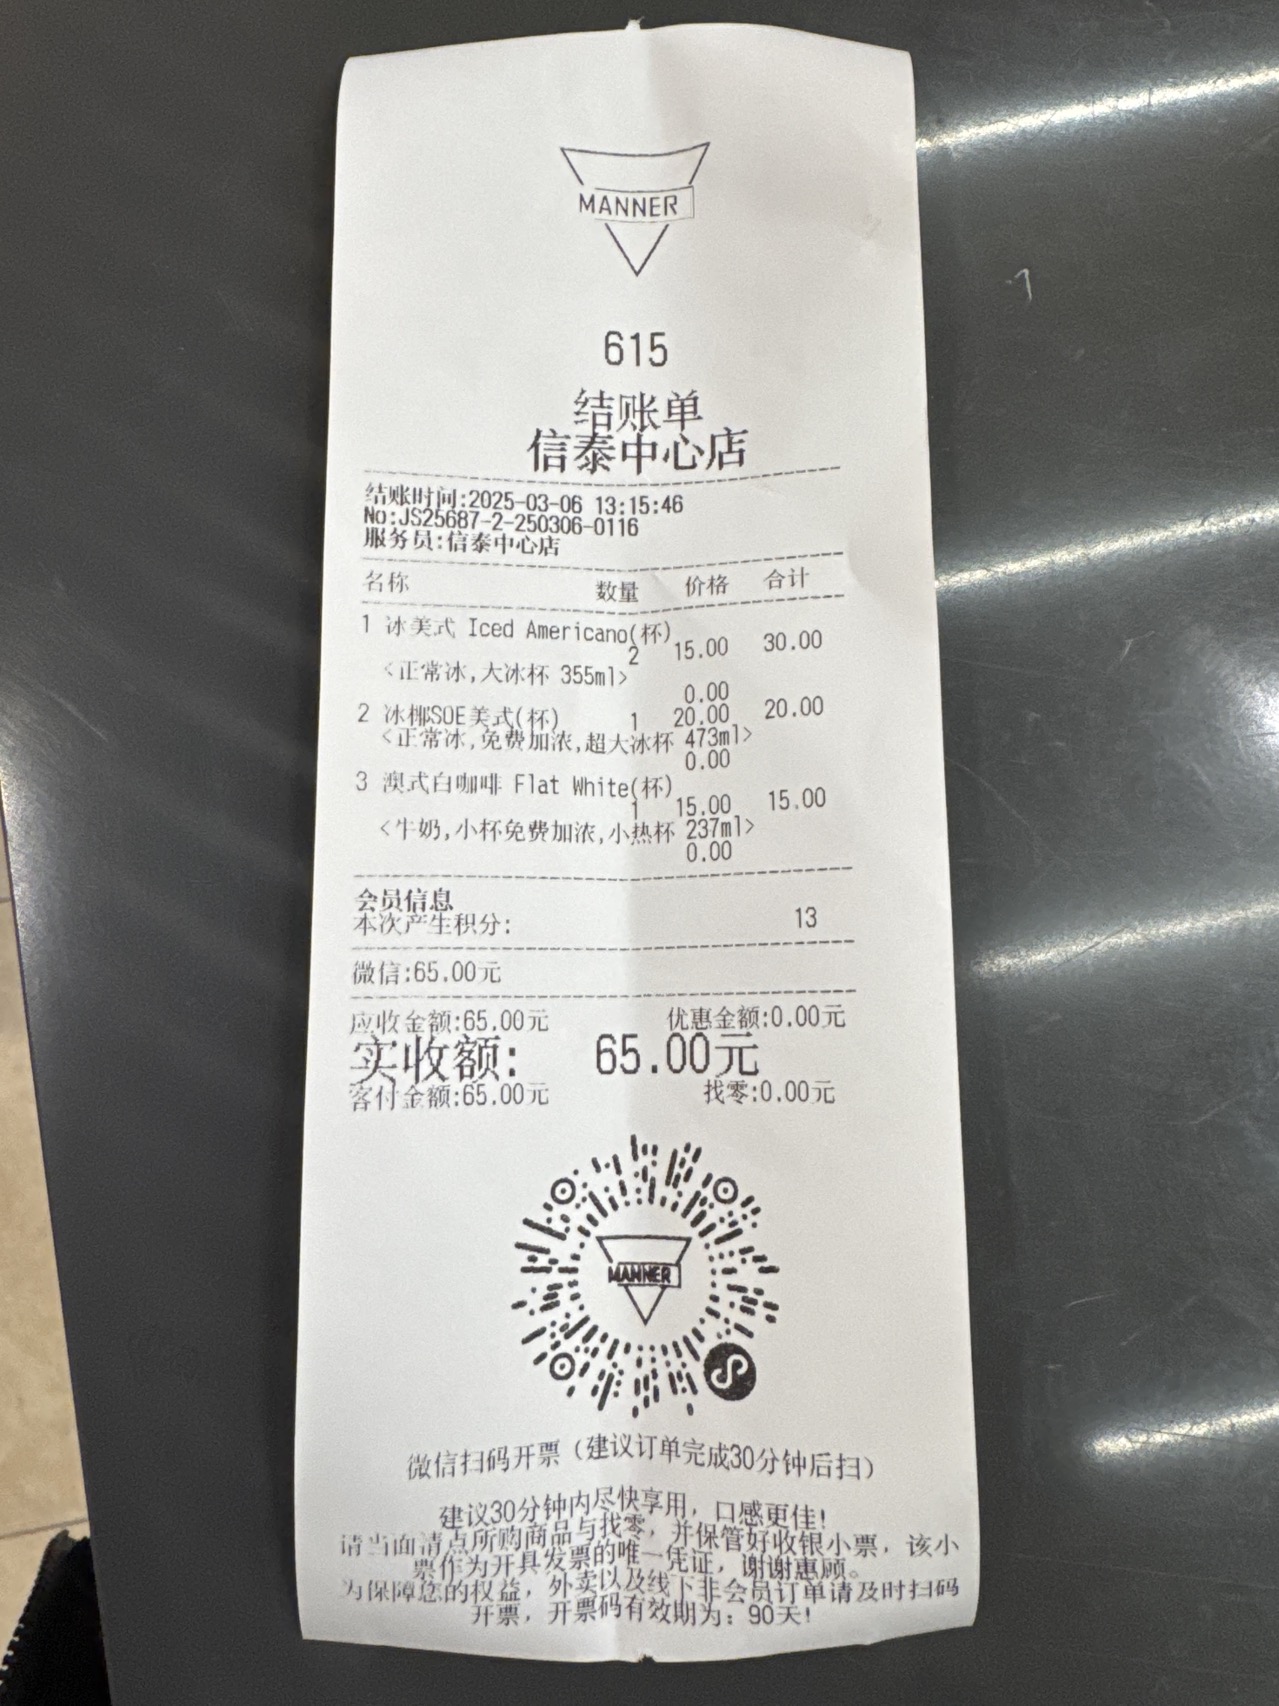 MANNER
615
结账单
信泰中心店
结账时间:2025-03-06 13:15:46
No:JS25687-2-250306-0116
服务员:信泰中心店
名称 数量 价格 合计
1 冰美式 Iced Americano(杯)
2 15.00 30.00
<正常冰,大冰杯 355ml>
0.00
2 冰椰SOE美式(杯) 1 20.00 20.00
<正常冰,免费加浓,超大冰杯 473ml>
0.00
3 澳式白咖啡 Flat White(杯)
1 15.00 15.00
<牛奶,小杯免费加浓,小热杯 237ml>
0.00
会员信息
本次产生积分: 13
微信:65.00元
应收金额:65.00元 优惠金额:0.00元
实收额: 65.00元
客付金额:65.00元 找零:0.00元
MANNER
微信扫码开票（建议订单完成30分钟后扫）
建议30分钟内尽快享用，口感更佳!
请当面清点所购商品与找零，并保管好收银小票，该小
票作为开具发票的唯一凭证，谢谢惠顾。
为保障您的权益，外卖以及线下非会员订单请及时扫码
开票，开票码有效期为：90天!